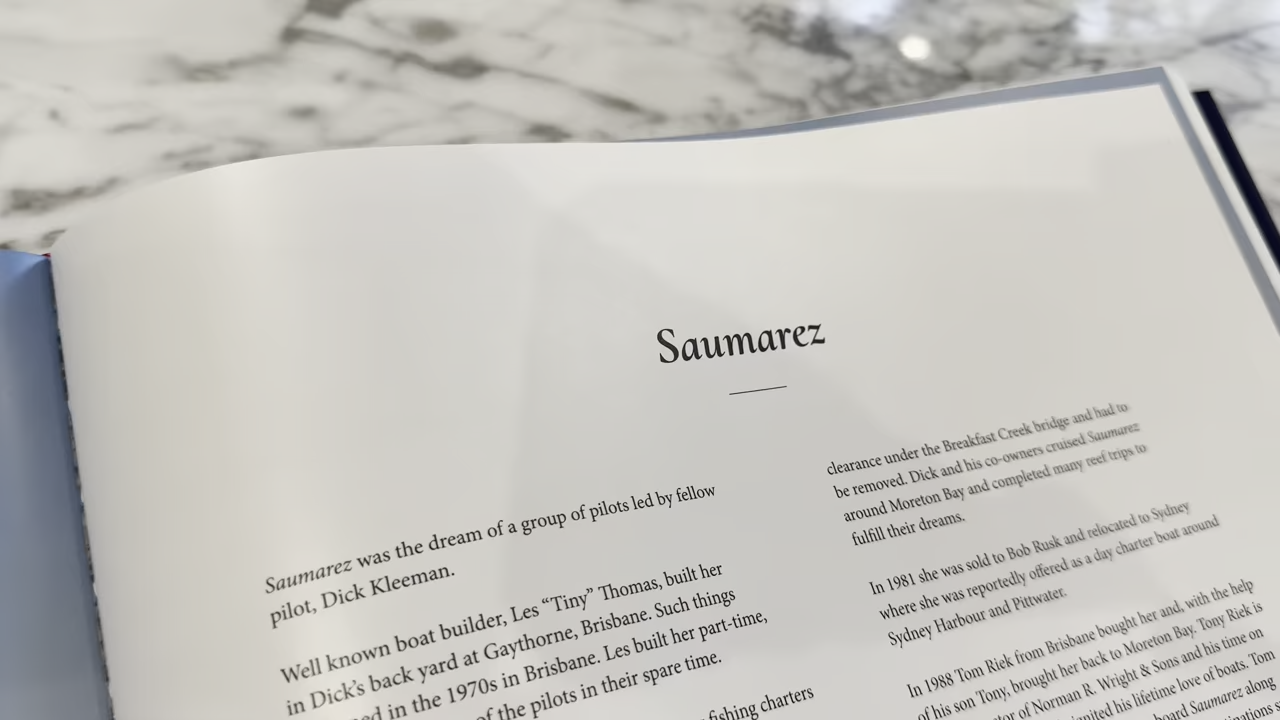 Saumarez
Saumarez was the dream of a group of pilots led by fellow
pilot, Dick Kleeman.
Well known boat builder, Les “Tiny” Thomas, built her
in Dick’s back yard at Gaythorne, Brisbane. Such things
in the 1970s in Brisbane. Les built her part-time,
of the pilots in their spare time.
fishing charters
clearance under the Breakfast Creek bridge and had to
be removed. Dick and his co-owners cruised Saumarez
around Moreton Bay and completed many reef trips to
fulfill their dreams.
In 1981 she was sold to Bob Rusk and relocated to Sydney
where she was reportedly offered as a day charter boat around
Sydney Harbour and Pittwater.
In 1988 Tom Riek from Brisbane bought her and, with the help
of his son Tony, brought her back to Moreton Bay. Tony Riek is
of Norman R. Wright & Sons and his time on
ignited his lifetime love of boats. Tom
Saumarez along